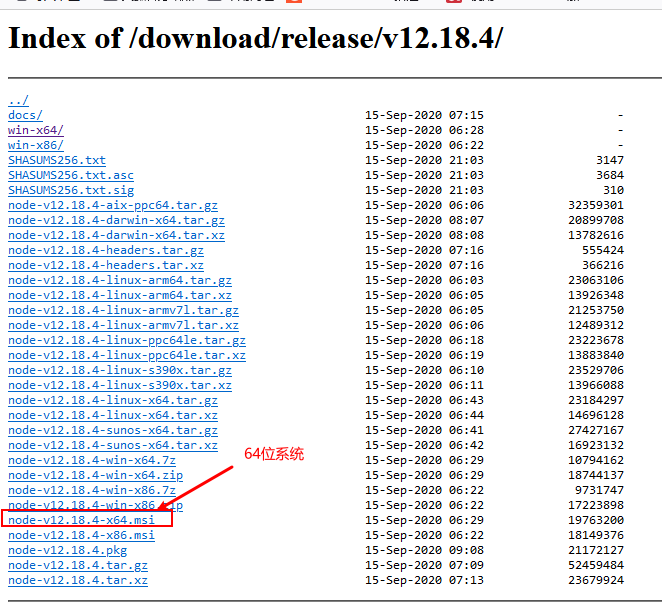 Index of /download/release/v12.18.4/
../
docs/ 15-Sep-2020 07:15 -
win-x64/ 15-Sep-2020 06:28 -
win-x86/ 15-Sep-2020 06:22 -
SHASUMS256.txt 15-Sep-2020 21:03 3147
SHASUMS256.txt.asc 15-Sep-2020 21:03 3684
SHASUMS256.txt.sig 15-Sep-2020 21:03 310
node-v12.18.4-aix-ppc64.tar.gz 15-Sep-2020 06:06 32359301
node-v12.18.4-darwin-x64.tar.gz 15-Sep-2020 08:07 20899708
node-v12.18.4-darwin-x64.tar.xz 15-Sep-2020 08:08 13782616
node-v12.18.4-headers.tar.gz 15-Sep-2020 07:16 555424
node-v12.18.4-headers.tar.xz 15-Sep-2020 07:16 366216
node-v12.18.4-linux-arm64.tar.gz 15-Sep-2020 06:03 23063106
node-v12.18.4-linux-arm64.tar.xz 15-Sep-2020 06:05 13926348
node-v12.18.4-linux-armv7l.tar.gz 15-Sep-2020 06:05 21253750
node-v12.18.4-linux-armv7l.tar.xz 15-Sep-2020 06:06 12489312
node-v12.18.4-linux-ppc64le.tar.gz 15-Sep-2020 06:18 23223678
node-v12.18.4-linux-ppc64le.tar.xz 15-Sep-2020 06:19 13883840
node-v12.18.4-linux-s390x.tar.gz 15-Sep-2020 06:10 23529706
node-v12.18.4-linux-s390x.tar.xz 15-Sep-2020 06:11 13966088
node-v12.18.4-linux-x64.tar.gz 15-Sep-2020 06:43 23184297
node-v12.18.4-linux-x64.tar.xz 15-Sep-2020 06:44 14696128
node-v12.18.4-sunos-x64.tar.gz 15-Sep-2020 06:41 27427167
node-v12.18.4-sunos-x64.tar.xz 15-Sep-2020 06:42 16923132
64位系统
node-v12.18.4-win-x64.7z 15-Sep-2020 06:29 10794162
node-v12.18.4-win-x64.zip 15-Sep-2020 06:29 18744137
node-v12.18.4-win-x86.7z 15-Sep-2020 06:22 9731747
node-v12.18.4-win-x86.zip 15-Sep-2020 06:22 17223898
node-v12.18.4-x64.msi 15-Sep-2020 06:29 19763200
node-v12.18.4-x86.msi 15-Sep-2020 06:22 18149376
node-v12.18.4.pkg 15-Sep-2020 09:08 21172127
node-v12.18.4.tar.gz 15-Sep-2020 07:09 52459484
node-v12.18.4.tar.xz 15-Sep-2020 07:13 23679924